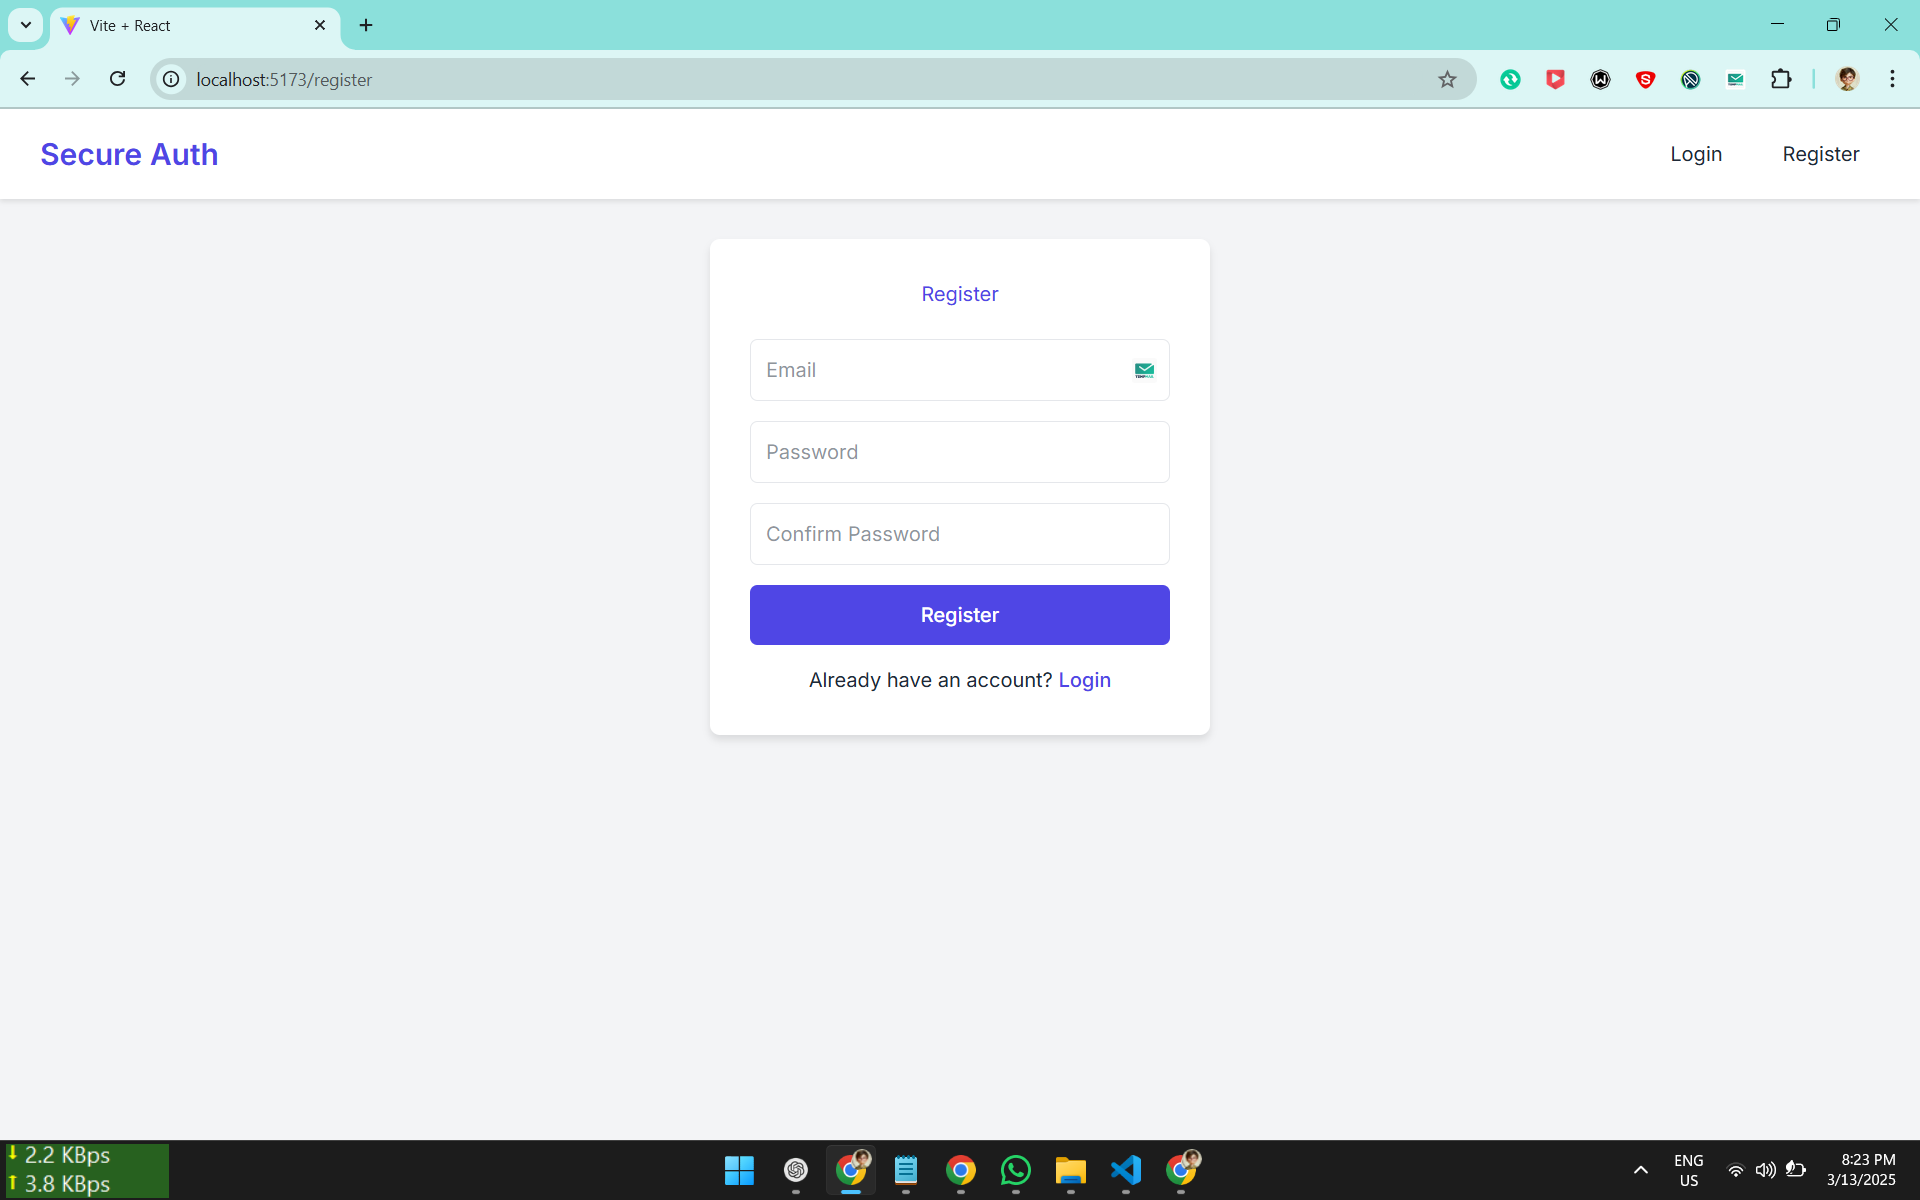 Vite + React
localhost:5173/register
Secure Auth
Login
Register
Register
Email
Password
Confirm Password
Register
Already have an account? Login
2.2 KBps
3.8 KBps
ENG
US
8:23 PM
3/13/2025